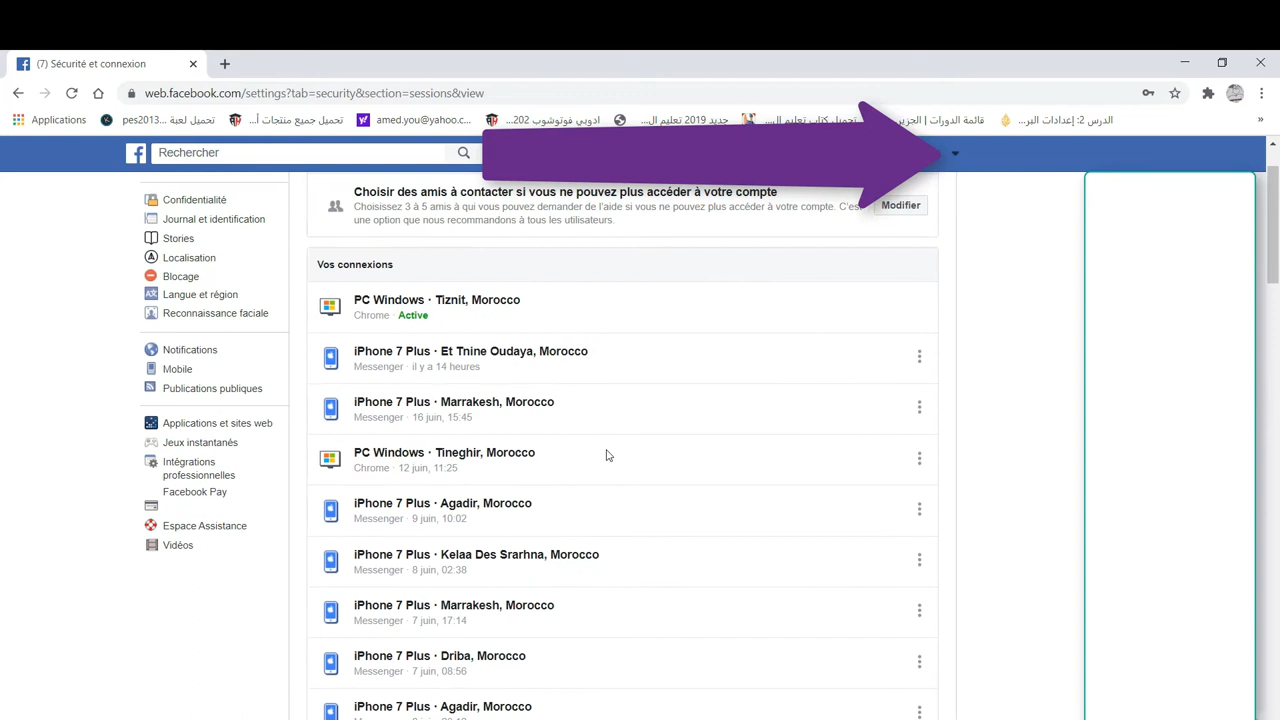 (7) Sécurité et connexion
web.facebook.com/settings?tab=security&section=sessions&view
Applications
تحميل لعبة pes2013...
تحميل جميع منتجات أ...
amed.you@yahoo.c...
ادوبي فوتوشوب 202...
جديد 2019 تعليم ال...
تحميل كتاب تعليم ال...
قائمة الدورات | الجزير
الدرس 2: إعدادات البر...
»
Rechercher
Confidentialité
Journal et identification
Stories
Localisation
Blocage
Langue et région
Reconnaissance faciale
Notifications
Mobile
Publications publiques
Applications et sites web
Jeux instantanés
Intégrations
professionnelles
Facebook Pay
Espace Assistance
Vidéos
Choisir des amis à contacter si vous ne pouvez plus accéder à votre compte
Choisissez 3 à 5 amis à qui vous pouvez demander de l'aide si vous ne pouvez plus accéder à votre compte. C'es
une option que nous recommandons à tous les utilisateurs.
Modifier
Vos connexions
PC Windows · Tiznit, Morocco
Chrome · Active
iPhone 7 Plus · Et Tnine Oudaya, Morocco
Messenger · il y a 14 heures
iPhone 7 Plus · Marrakesh, Morocco
Messenger · 16 juin, 15:45
PC Windows · Tineghir, Morocco
Chrome · 12 juin, 11:25
iPhone 7 Plus · Agadir, Morocco
Messenger · 9 juin, 10:02
iPhone 7 Plus · Kelaa Des Srarhna, Morocco
Messenger · 8 juin, 02:38
iPhone 7 Plus · Marrakesh, Morocco
Messenger · 7 juin, 17:14
iPhone 7 Plus · Driba, Morocco
Messenger · 7 juin, 08:56
iPhone 7 Plus · Agadir, Morocco